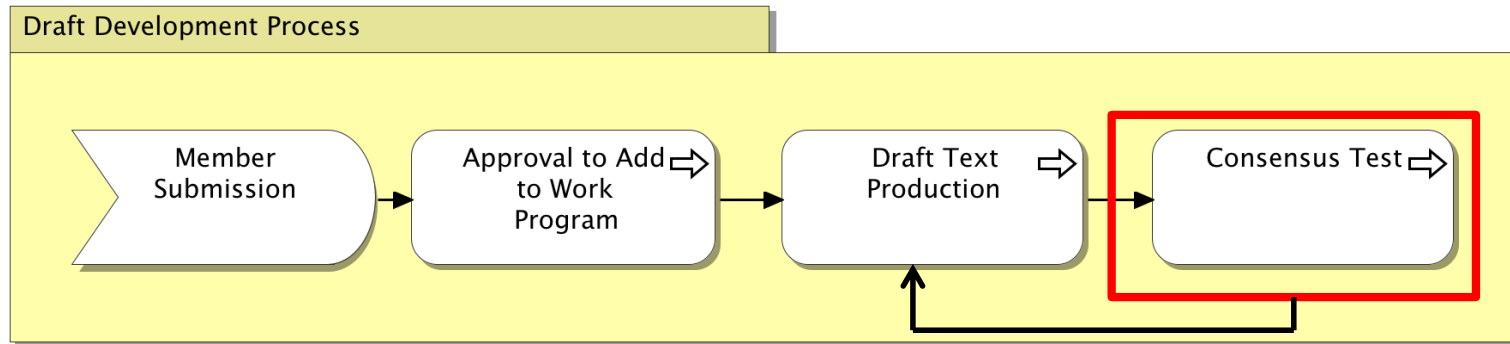 Draft Development Process
Member
Submission
Approval to Add
to Work
Program
Draft Text
Production
Consensus Test